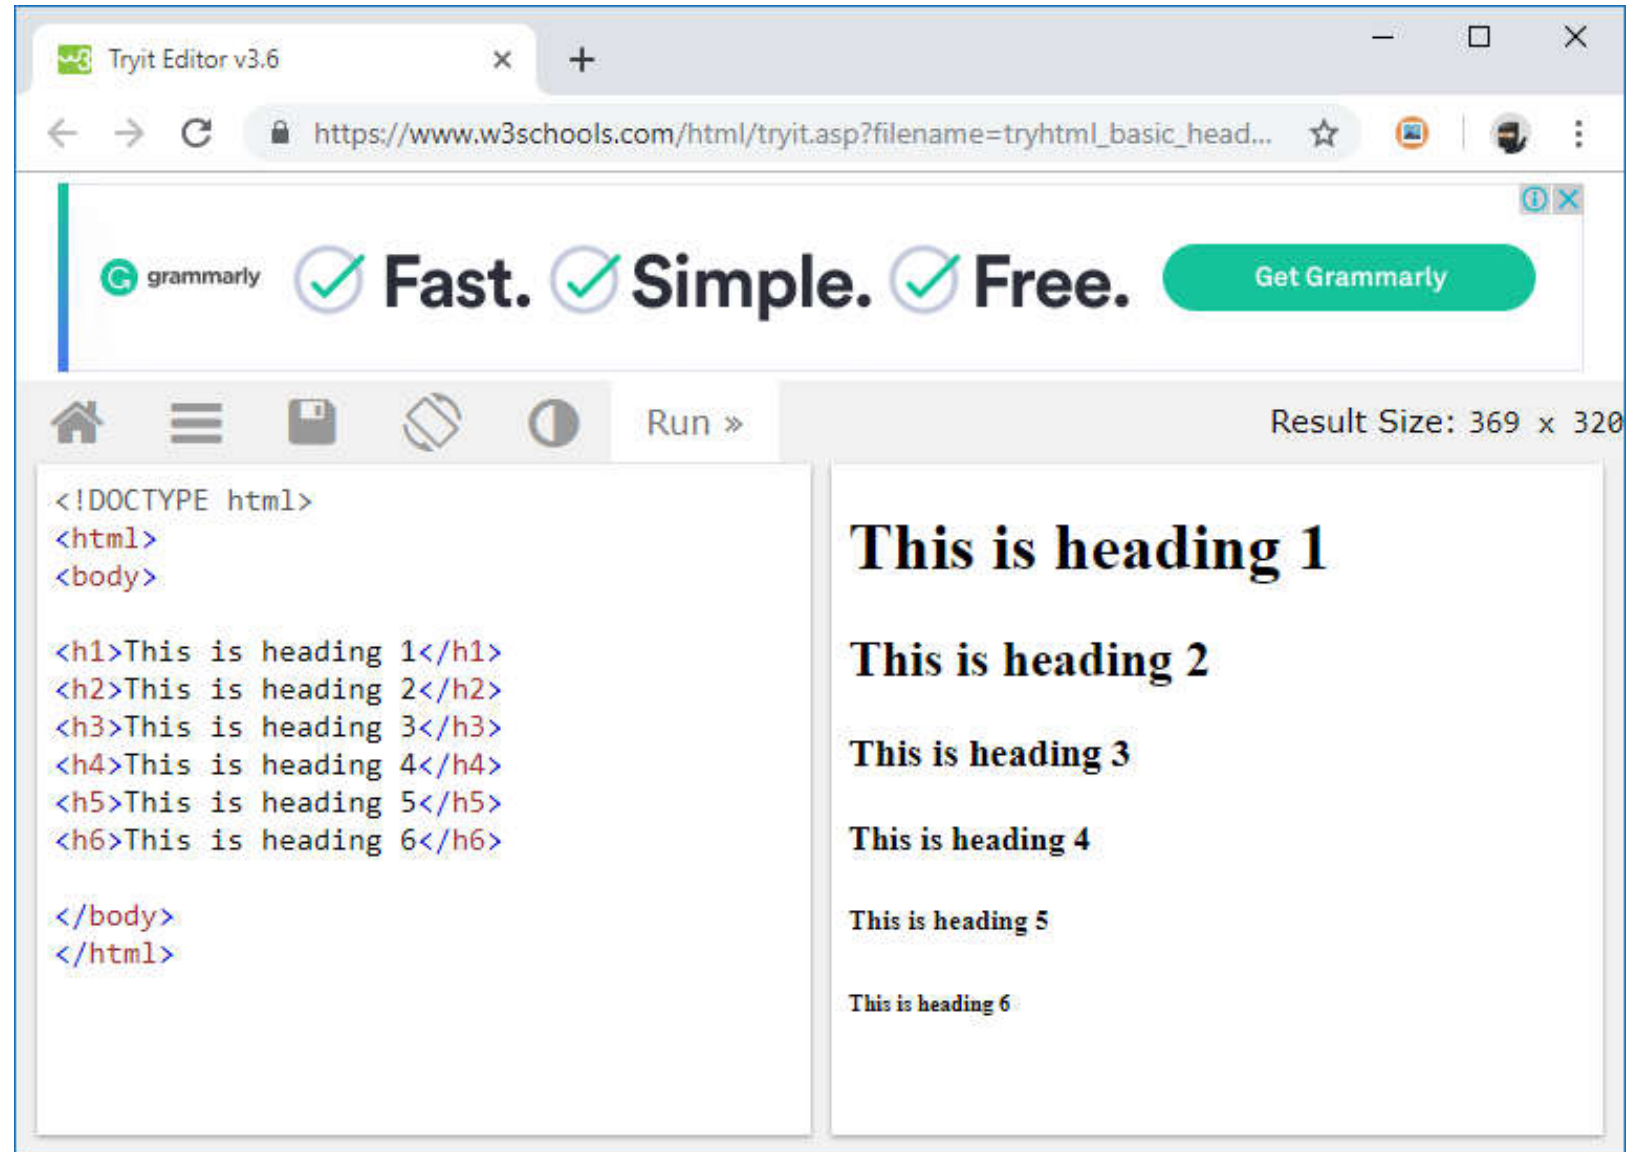 Tryit Editor v3.6
https://www.w3schools.com/html/tryit.asp?filename=tryhtml_basic_head...
grammarly Fast. Simple. Free. Get Grammarly
Run » Result Size: 369 x 320
<!DOCTYPE html>
<html>
<body>
<h1>This is heading 1</h1>
<h2>This is heading 2</h2>
<h3>This is heading 3</h3>
<h4>This is heading 4</h4>
<h5>This is heading 5</h5>
<h6>This is heading 6</h6>
</body>
</html>
This is heading 1
This is heading 2
This is heading 3
This is heading 4
This is heading 5
This is heading 6